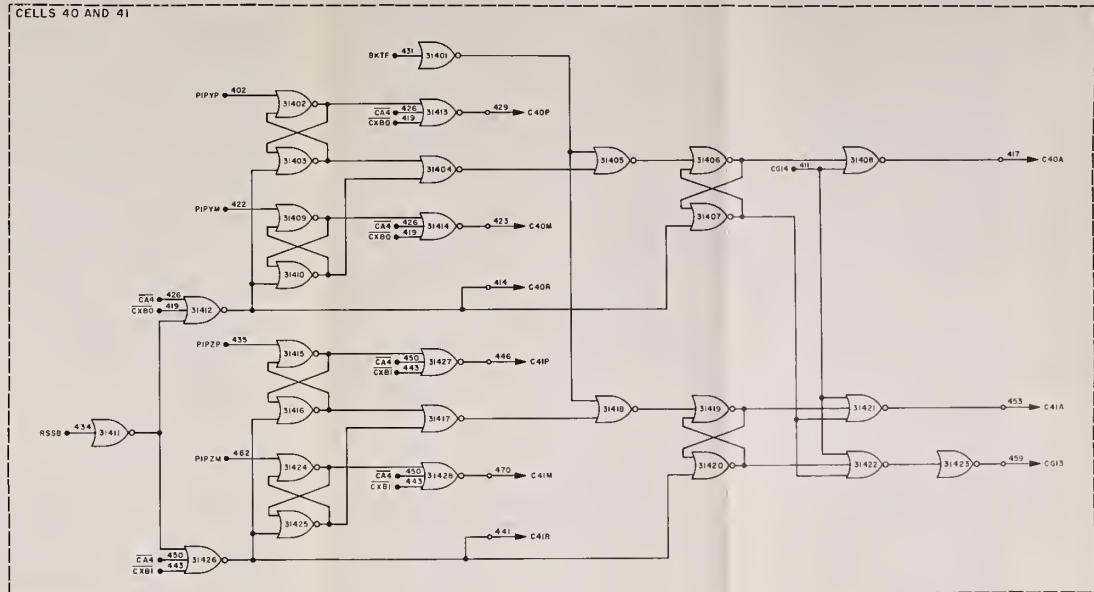 CELLS 40 AND 41
BKTF 431 31401
PIPYP 402 31402
CA4 426 31413 429 C40P
CXB0 419
31403 31404 31405 31406 31408 417 C40A
CG14 411
PIPYM 422 31409
CA4 426 31414 423 C40M
CXB0 419
31407
31410
CA4 426 31412 414 C40R
CXB0 419
PIPZP 435 31415
CA4 450 31427 446 C41P
CXB1 443
31416 31417 31418 31419 31421 453 C41A
RSSB 434 31411
PIPZM 462 31424
CA4 450 31428 470 C41M
CXB1 443
31420 31422 31423 459 CG13
31425
441 C41R
CA4 450 31426
CXB1 443